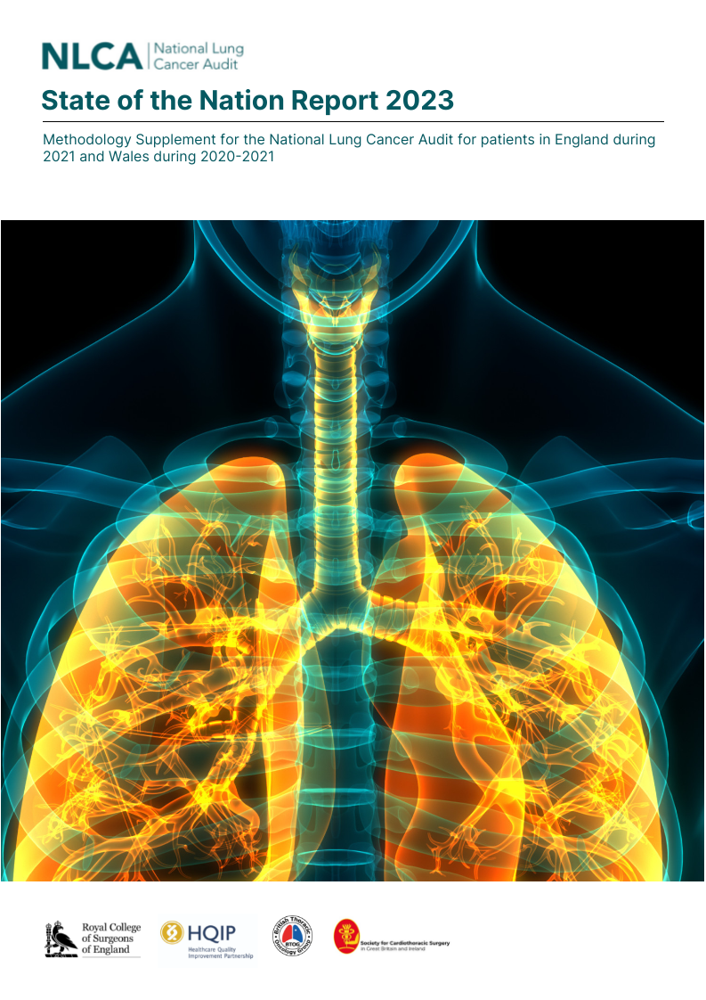 NLCA
National Lung
Cancer Audit
State of the Nation Report 2023
Methodology Supplement for the National Lung Cancer Audit for patients in England during
2021 and Wales during 2020-2021
Royal College
of Surgeons
of England
HQIP
Healthcare Quality
Improvement Partnership
British Thoracic
Oncology Group
BTOG
Society for Cardiothoracic Surgery
in Great Britain and Ireland